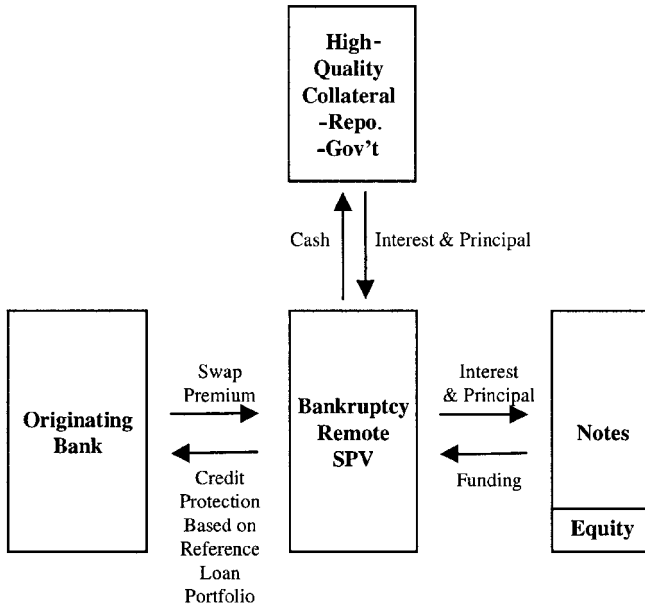 High-
Quality
Collateral
-Repo.
-Gov't
Cash
Interest & Principal
Originating
Bank
Swap
Premium
Credit
Protection
Based on
Reference
Loan
Portfolio
Bankruptcy
Remote
SPV
Interest
& Principal
Funding
Notes
Equity